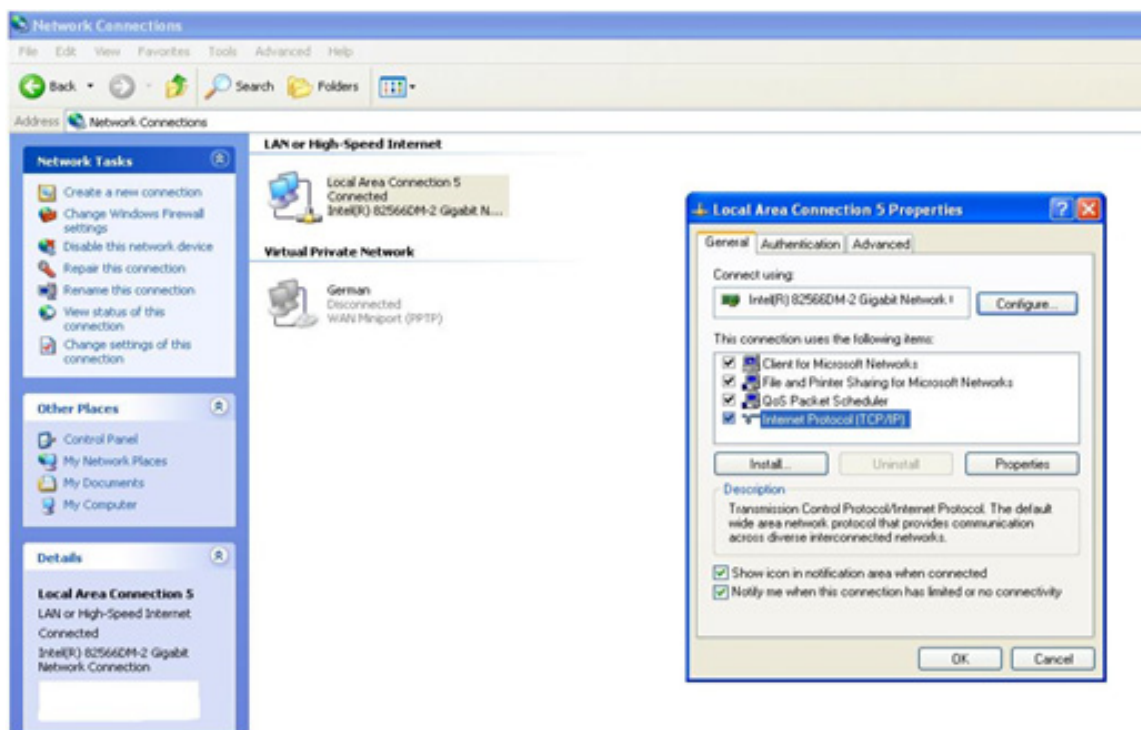 Network Connections
File Edit View Favorites Tools Advanced Help
Back Search Folders
Address Network Connections
Network Tasks
Create a new connection
Change Windows Firewall
settings
Disable this network device
Repair this connection
Rename this connection
View status of this
connection
Change settings of this
connection
Other Places
Control Panel
My Network Places
My Documents
My Computer
Details
Local Area Connection 5
LAN or High-Speed Internet
Connected
Intel(R) 82566DM-2 Gigabit
Network Connection
LAN or High-Speed Internet
Local Area Connection 5
Connected
Intel(R) 82566DM-2 Gigabit N...
Virtual Private Network
German
Disconnected
WAN Miniport (PPTP)
Local Area Connection 5 Properties
General Authentication Advanced
Connect using:
Intel(R) 82566DM-2 Gigabit Network Configure...
This connection uses the following items:
Client for Microsoft Networks
File and Printer Sharing for Microsoft Networks
QoS Packet Scheduler
Internet Protocol (TCP/IP)
Install... Uninstall Properties
Description
Transmission Control Protocol/Internet Protocol. The default
wide area network protocol that provides communication
across diverse interconnected networks.
Show icon in notification area when connected
Notify me when this connection has limited or no connectivity
OK Cancel